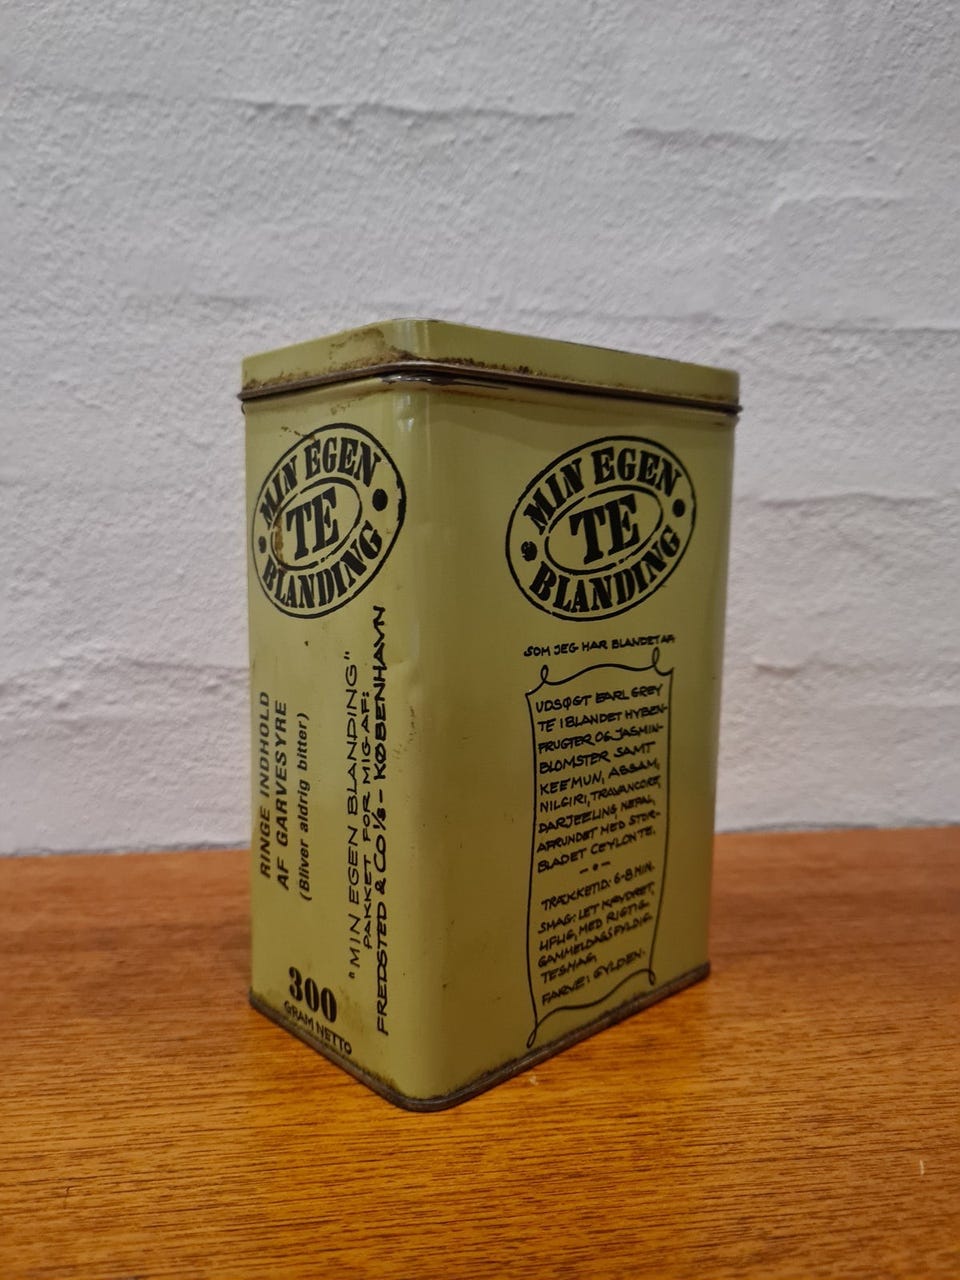 MIN EGEN
TE
BLANDING
RINGE INDHOLD
AF GARVESYRE
(Bliver aldrig bitter)
"MIN EGEN BLANDING"
PAKKET FOR MIG AF:
FREDSTED & CO I/S - KØBENHAVN
300
GRAM NETTO
MIN EGEN
TE
BLANDING
SOM JEG HAR BLANDET AF:
UDSØGT EARL GREY
TE IBLANDET HYBEN-
FRUGTER OG JASMIN-
BLOMSTER SAMT
KEEMUN, ASSAM,
NILGIRI, TRAVANCORE,
DARJEELING NEPAL,
AFRUNDET MED STOR-
BLADET CEYLON TE.
TRÆKKETID: 6-8 MIN.
SMAG: LET KRYDRET,
LIFLIG, MED RIGTIG
GAMMELDAGS FYLDIG
TESMAG.
FARVE: GYLDEN.